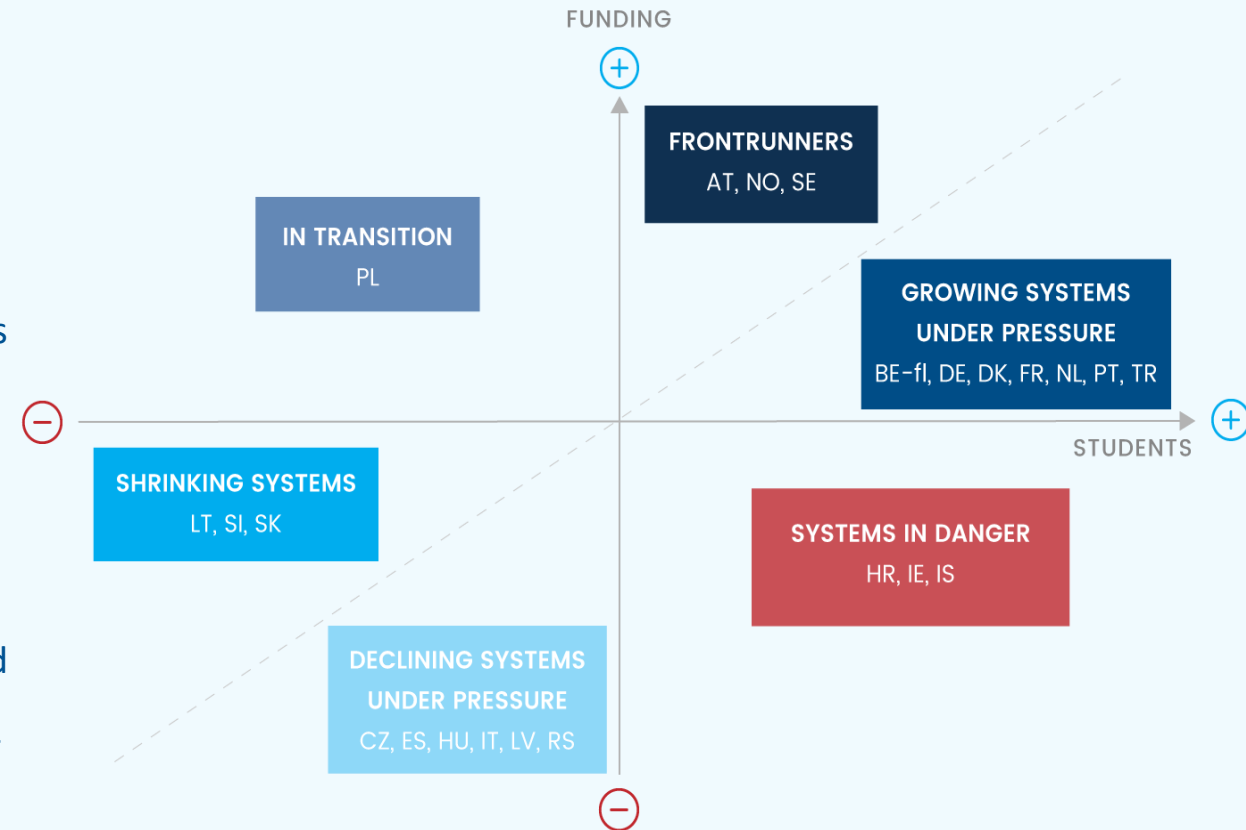 FUNDING
+
FRONTRUNNERS
AT, NO, SE
IN TRANSITION
PL
GROWING SYSTEMS
UNDER PRESSURE
BE-fl, DE, DK, FR, NL, PT, TR
s
−
+
STUDENTS
SHRINKING SYSTEMS
LT, SI, SK
SYSTEMS IN DANGER
HR, IE, IS
d
DECLINING SYSTEMS
UNDER PRESSURE
CZ, ES, HU, IT, LV, RS
−